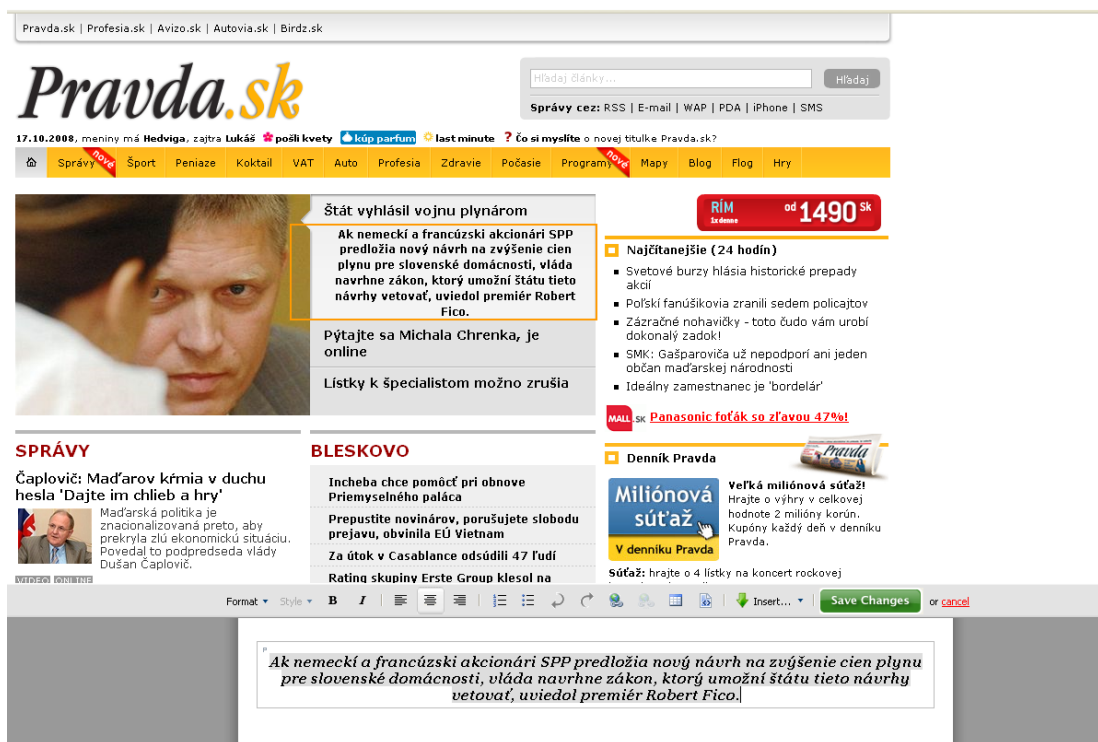 Pravda.sk | Profesia.sk | Avizo.sk | Autovia.sk | Birdz.sk
Pravda.sk
Hľadaj články...
Hľadaj
Správy cez: RSS | E-mail | WAP | PDA | iPhone | SMS
17.10.2008, meniny má Hedviga, zajtra Lukáš pošli kvety kúp parfum last minute ? Čo si myslíte o novej titulke Pravda.sk?
Správy nové Šport Peniaze Koktail VAT Auto Profesia Zdravie Počasie Programy nové Mapy Blog Flog Hry
Štát vyhlásil vojnu plynárom
Ak nemeckí a francúzski akcionári SPP
predložia nový návrh na zvýšenie cien
plynu pre slovenské domácnosti, vláda
navrhne zákon, ktorý umožní štátu tieto
návrhy vetovať, uviedol premiér Robert
Fico.
Pýtajte sa Michala Chrenka, je
online
Lístky k špecialistom možno zrušia
RÍM
1x denne
od 1490 Sk
Najčítanejšie (24 hodín)
Svetové burzy hlásia historické prepady
akcií
Poľskí fanúšikovia zranili sedem policajtov
Zázračné nohavičky - toto čudo vám urobí
dokonalý zadok!
SMK: Gašparoviča už nepodporí ani jeden
občan maďarskej národnosti
Ideálny zamestnanec je 'bordelár'
MALL.SK Panasonic foťák so zľavou 47%!
SPRÁVY
Čaplovič: Maďarov kŕmia v duchu
hesla 'Dajte im chlieb a hry'
Maďarská politika je
znacionalizovaná preto, aby
prekryla zlú ekonomickú situáciu.
Povedal to podpredseda vlády
Dušan Čaplovič.
VIDEO ONLINE
BLESKOVO
Incheba chce pomôcť pri obnove
Priemyselného paláca
Prepustite novinárov, porušujete slobodu
prejavu, obvinila EÚ Vietnam
Za útok v Casablance odsúdili 47 ľudí
Rating skupiny Erste Group klesol na
Denník Pravda
Pravda
Miliónová
súťaž
V denníku Pravda
Veľká miliónová súťaž!
Hrajte o výhry v celkovej
hodnote 2 milióny korún.
Kupóny každý deň v denníku
Pravda.
Súťaž: hrajte o 4 lístky na koncert rockovej
Format Style B I Insert... Save Changes or cancel
P
Ak nemeckí a francúzski akcionári SPP predložia nový návrh na zvýšenie cien plynu
pre slovenské domácnosti, vláda navrhne zákon, ktorý umožní štátu tieto návrhy
vetovať, uviedol premiér Robert Fico.